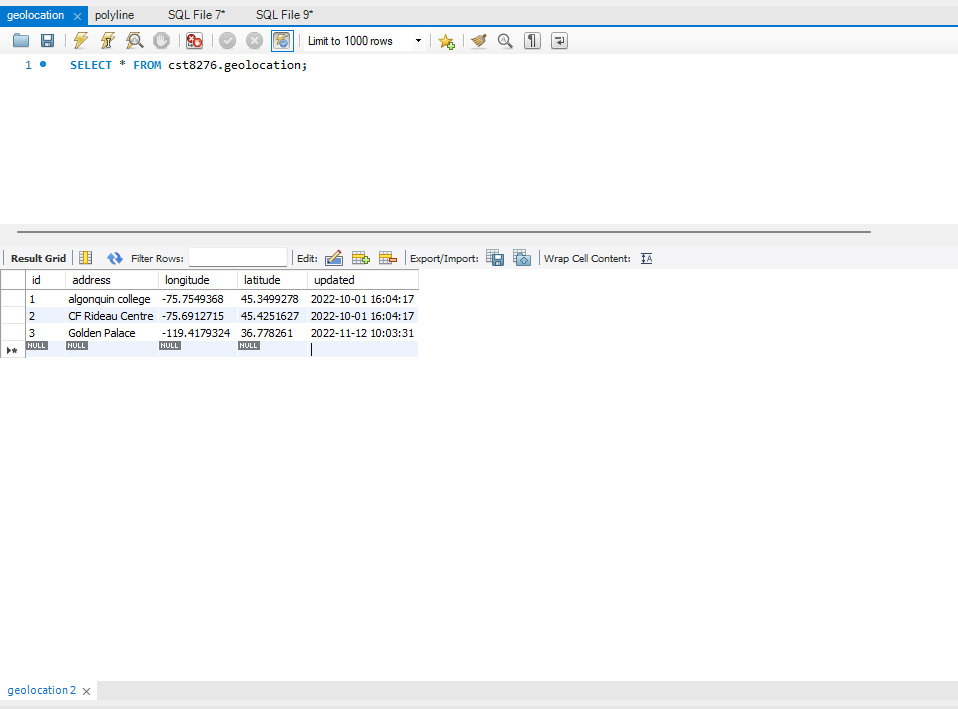 geolocation polyline SQL File 7* SQL File 9*
Limit to 1000 rows
1 SELECT * FROM cst8276.geolocation;
Result Grid Filter Rows: Edit: Export/Import: Wrap Cell Content: IA
id address longitude latitude updated
1 algonquin college -75.7549368 45.3499278 2022-10-01 16:04:17
2 CF Rideau Centre -75.6912715 45.4251627 2022-10-01 16:04:17
3 Golden Palace -119.4179324 36.778261 2022-11-12 10:03:31
NULL NULL NULL NULL
geolocation 2